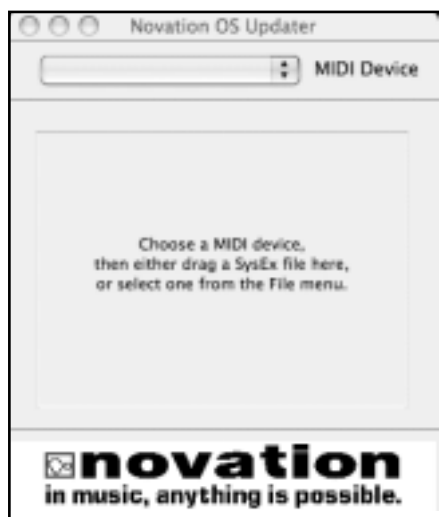 Novation OS Updater
MIDI Device
Choose a MIDI device,
then either drag a SysEx file here,
or select one from the File menu.
novation
in music, anything is possible.